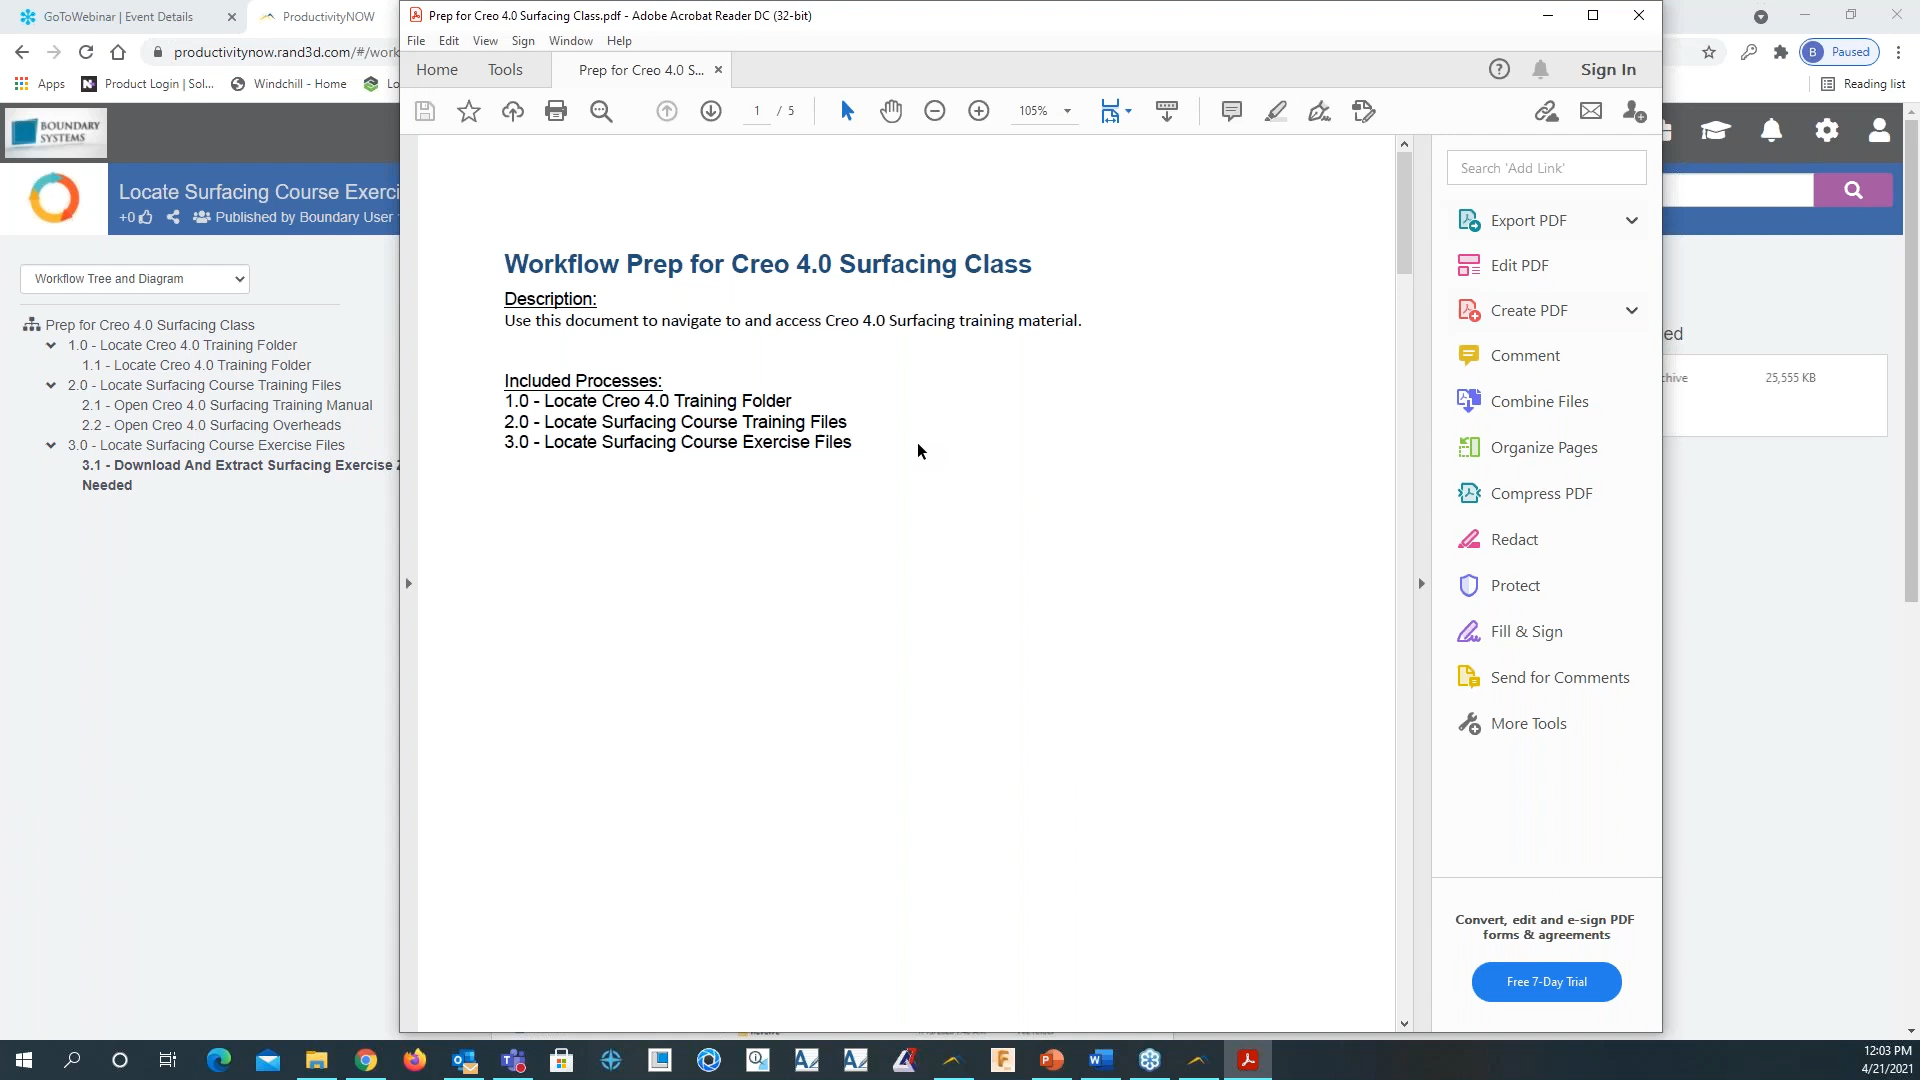 GoToWebinar | Event Details
ProductivityNOW
productivitynow.rand3d.com/#/work
Paused
Apps
Product Login | Sol...
Windchill - Home
Lo
Reading list
BOUNDARY
SYSTEMS
Locate Surfacing Course Exerci
+0
Published by Boundary User
Workflow Tree and Diagram
Prep for Creo 4.0 Surfacing Class
1.0 - Locate Creo 4.0 Training Folder
1.1 - Locate Creo 4.0 Training Folder
2.0 - Locate Surfacing Course Training Files
2.1 - Open Creo 4.0 Surfacing Training Manual
2.2 - Open Creo 4.0 Surfacing Overheads
3.0 - Locate Surfacing Course Exercise Files
3.1 - Download And Extract Surfacing Exercise
Needed
Prep for Creo 4.0 Surfacing Class.pdf - Adobe Acrobat Reader DC (32-bit)
File Edit View Sign Window Help
Home Tools Prep for Creo 4.0 S... Sign In
1 / 5 105%
Workflow Prep for Creo 4.0 Surfacing Class
Description:
Use this document to navigate to and access Creo 4.0 Surfacing training material.
Included Processes:
1.0 - Locate Creo 4.0 Training Folder
2.0 - Locate Surfacing Course Training Files
3.0 - Locate Surfacing Course Exercise Files
Search 'Add Link'
Export PDF
Edit PDF
Create PDF
Comment
Combine Files
Organize Pages
Compress PDF
Redact
Protect
Fill & Sign
Send for Comments
More Tools
Convert, edit and e-sign PDF
forms & agreements
Free 7-Day Trial
ed
chive 25,555 KB
12:03 PM
4/21/2021